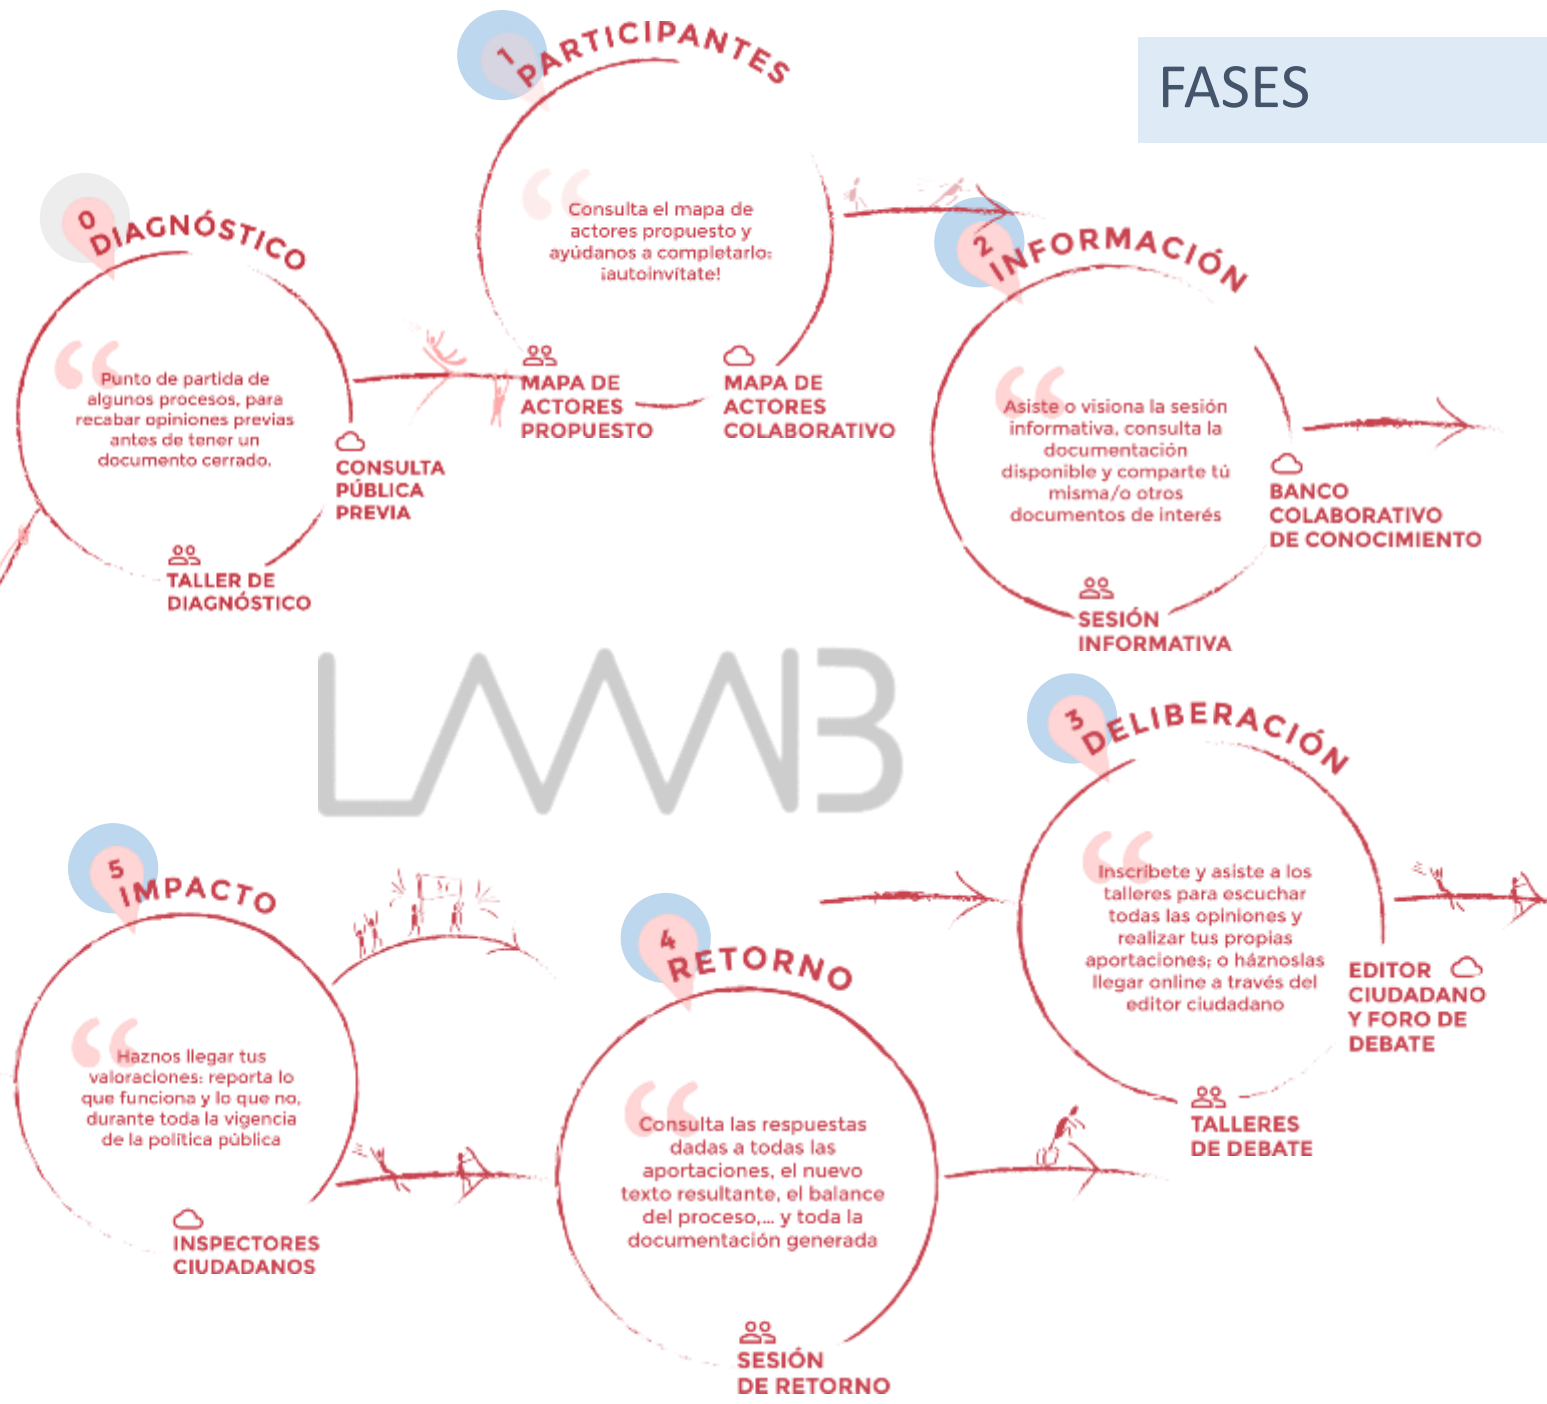 FASES
0
DIAGNÓSTICO
Punto de partida de
algunos procesos, para
recabar opiniones previas
antes de tener un
documento cerrado.
CONSULTA
PÚBLICA
PREVIA
TALLER DE
DIAGNÓSTICO
1
PARTICIPANTES
Consulta el mapa de
actores propuesto y
ayúdanos a completarlo:
¡autoinvítate!
MAPA DE
ACTORES
PROPUESTO
MAPA DE
ACTORES
COLABORATIVO
2
INFORMACIÓN
Asiste o visiona la sesión
informativa, consulta la
documentación
disponible y comparte tú
misma/o otros
documentos de interés
BANCO
COLABORATIVO
DE CONOCIMIENTO
SESIÓN
INFORMATIVA
LAAAB
3
DELIBERACIÓN
Inscríbete y asiste a los
talleres para escuchar
todas las opiniones y
realizar tus propias
aportaciones; o háznoslas
llegar online a través del
editor ciudadano
EDITOR
CIUDADANO
Y FORO DE
DEBATE
TALLERES
DE DEBATE
4
RETORNO
Consulta las respuestas
dadas a todas las
aportaciones, el nuevo
texto resultante, el balance
del proceso,... y toda la
documentación generada
SESIÓN
DE RETORNO
5
IMPACTO
Haznos llegar tus
valoraciones: reporta lo
que funciona y lo que no,
durante toda la vigencia
de la política pública
INSPECTORES
CIUDADANOS